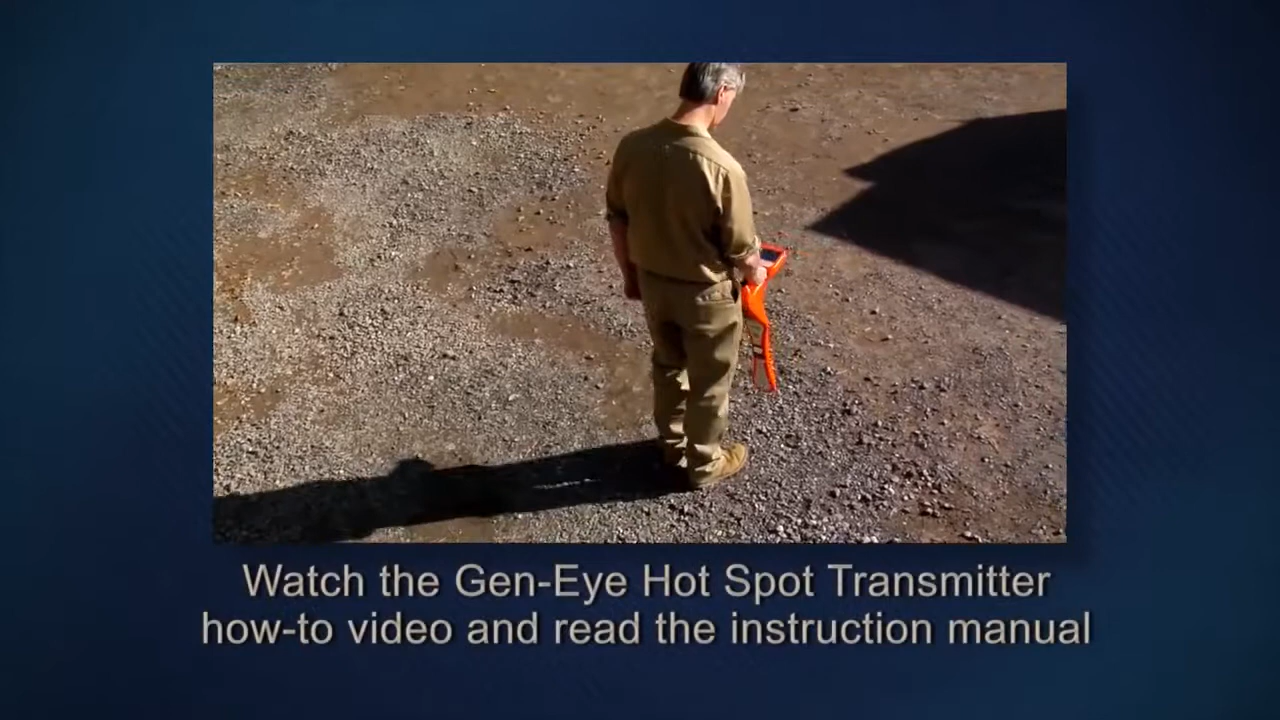 Watch the Gen-Eye Hot Spot Transmitter
how-to video and read the instruction manual